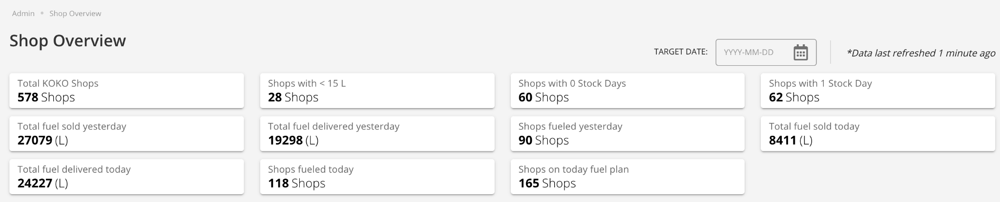 Admin • Shop Overview
Shop Overview
TARGET DATE: YYYY-MM-DD *Data last refreshed 1 minute ago
Total KOKO Shops
578 Shops
Shops with < 15 L
28 Shops
Shops with 0 Stock Days
60 Shops
Shops with 1 Stock Day
62 Shops
Total fuel sold yesterday
27079 (L)
Total fuel delivered yesterday
19298 (L)
Shops fueled yesterday
90 Shops
Total fuel sold today
8411 (L)
Total fuel delivered today
24227 (L)
Shops fueled today
118 Shops
Shops on today fuel plan
165 Shops